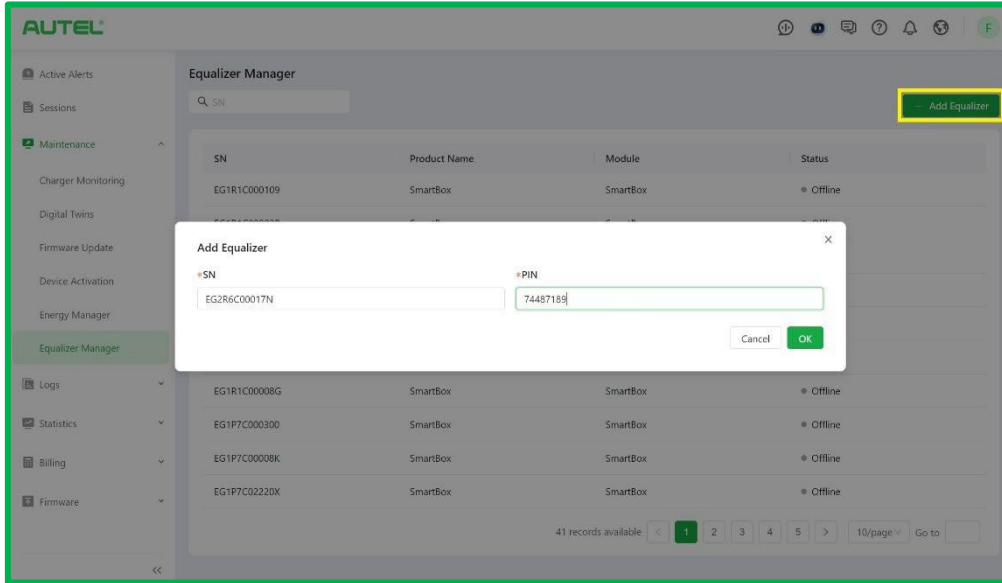 AUTEL
F
Active Alerts
Sessions
Maintenance
Charger Monitoring
Digital Twins
Firmware Update
Device Activation
Energy Manager
Equalizer Manager
Logs
Statistics
Billing
Firmware
<<
Equalizer Manager
SN
Add Equalizer
SN Product Name Module Status
EG1R1C000109 SmartBox SmartBox Offline
Add Equalizer
*SN *PIN
EG2R6C00017N 74487189
Cancel OK
EG1R1C00008G SmartBox SmartBox Offline
EG1P7C000300 SmartBox SmartBox Offline
EG1P7C00008K SmartBox SmartBox Offline
EG1P7C02220X SmartBox SmartBox Offline
41 records available < 1 2 3 4 5 > 10/page Go to